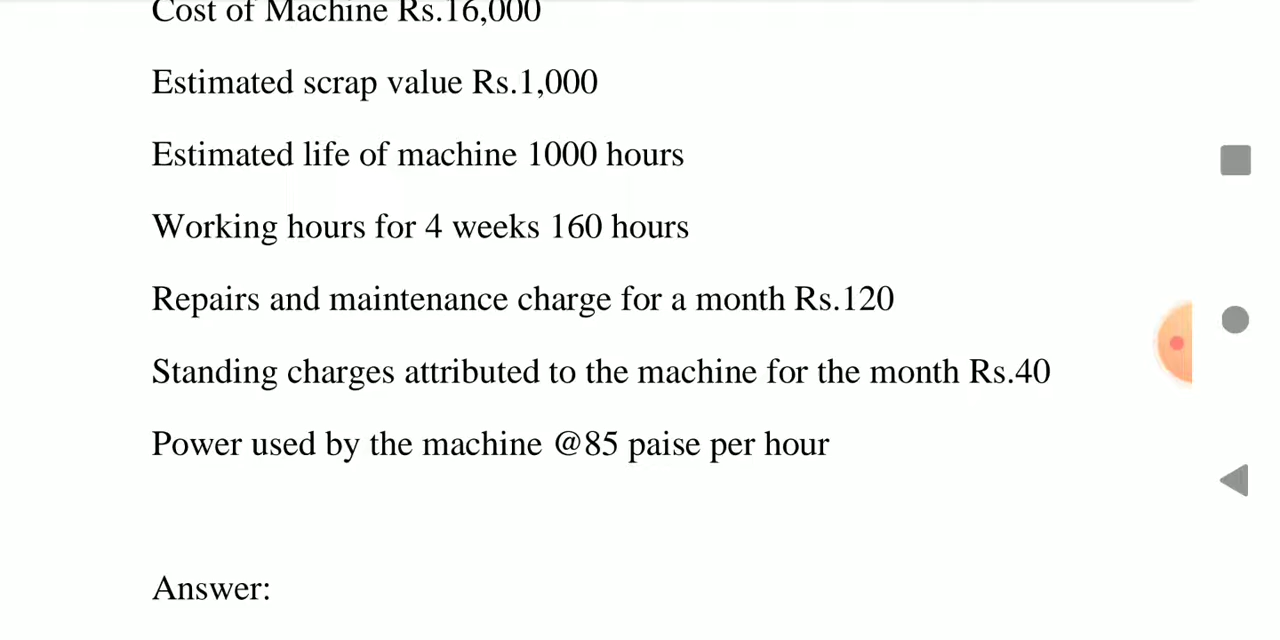 Cost of Machine Rs.16,000
Estimated scrap value Rs.1,000
Estimated life of machine 1000 hours
Working hours for 4 weeks 160 hours
Repairs and maintenance charge for a month Rs.120
Standing charges attributed to the machine for the month Rs.40
Power used by the machine @85 paise per hour
Answer: